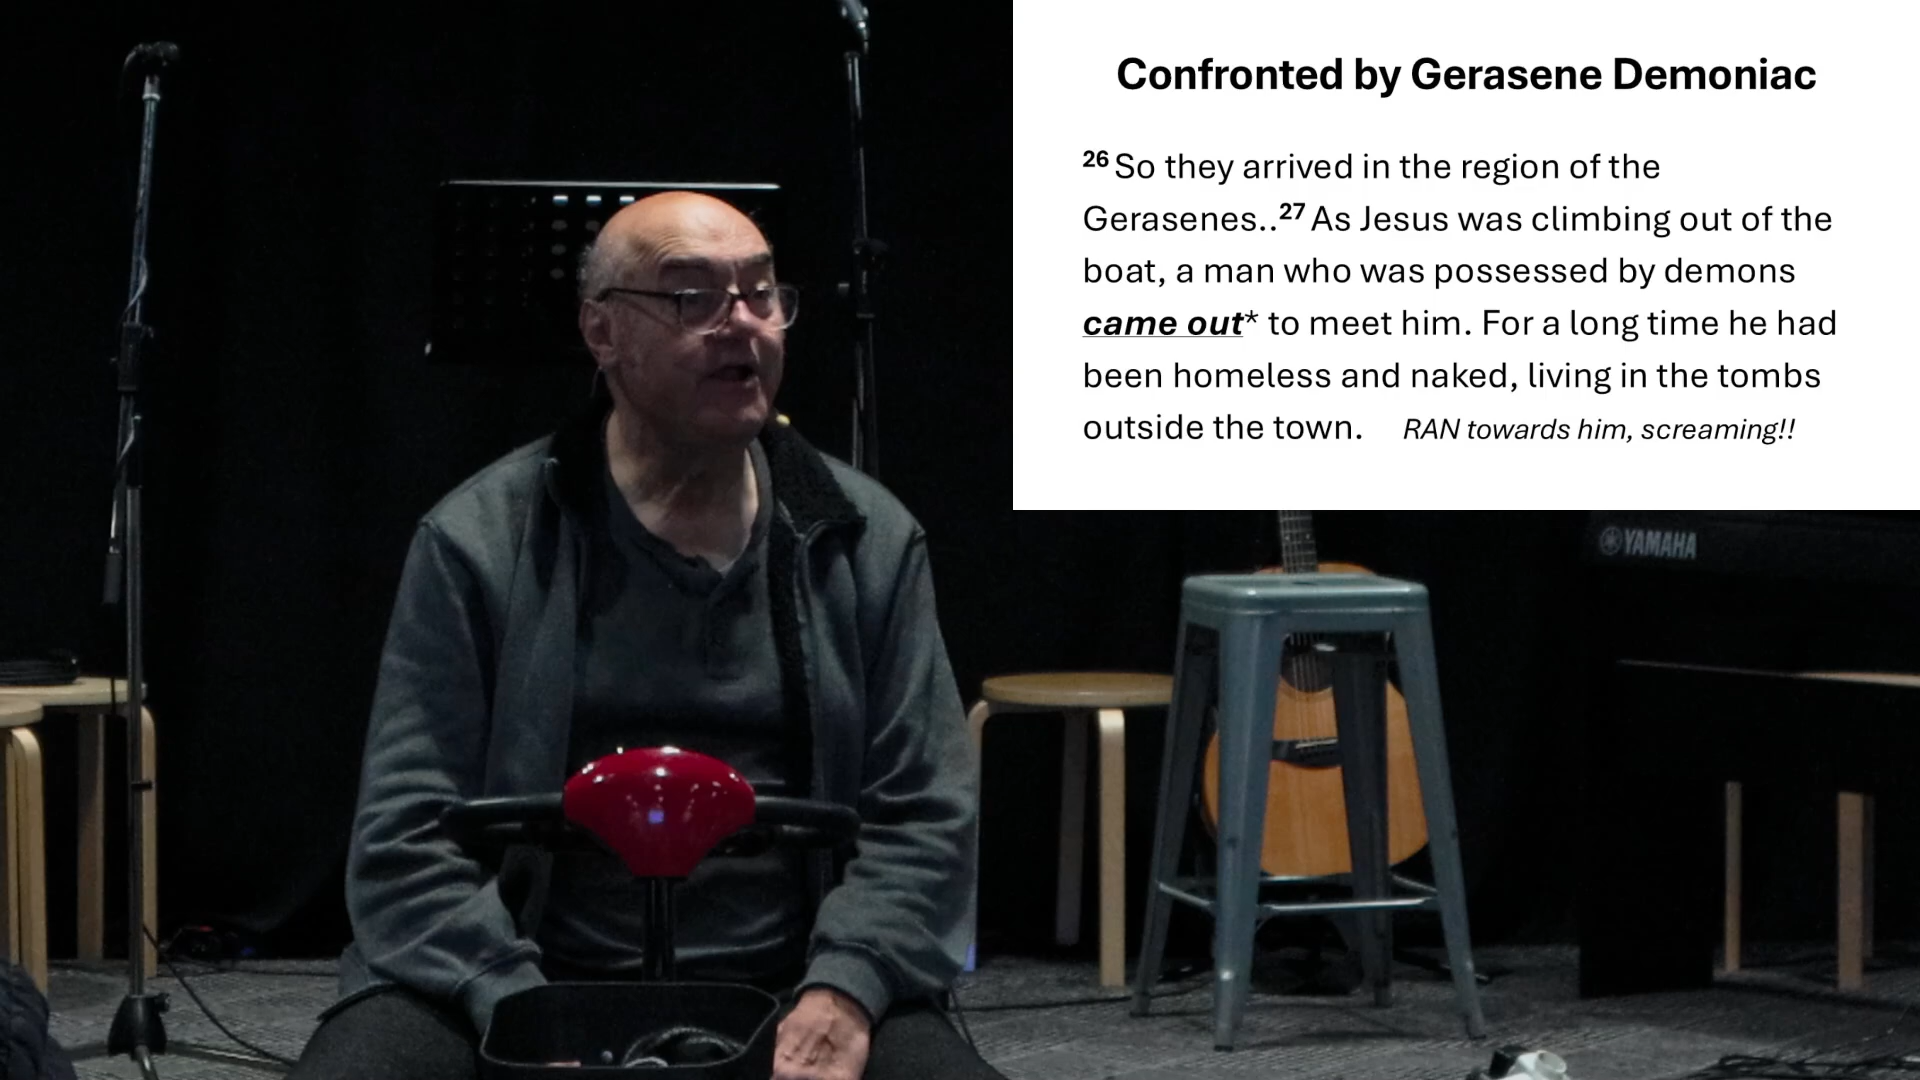 Confronted by Gerasene Demoniac
26 So they arrived in the region of the
Gerasenes..27 As Jesus was climbing out of the
boat, a man who was possessed by demons
came out* to meet him. For a long time he had
been homeless and naked, living in the tombs
outside the town. RAN towards him, screaming!!
YAMAHA